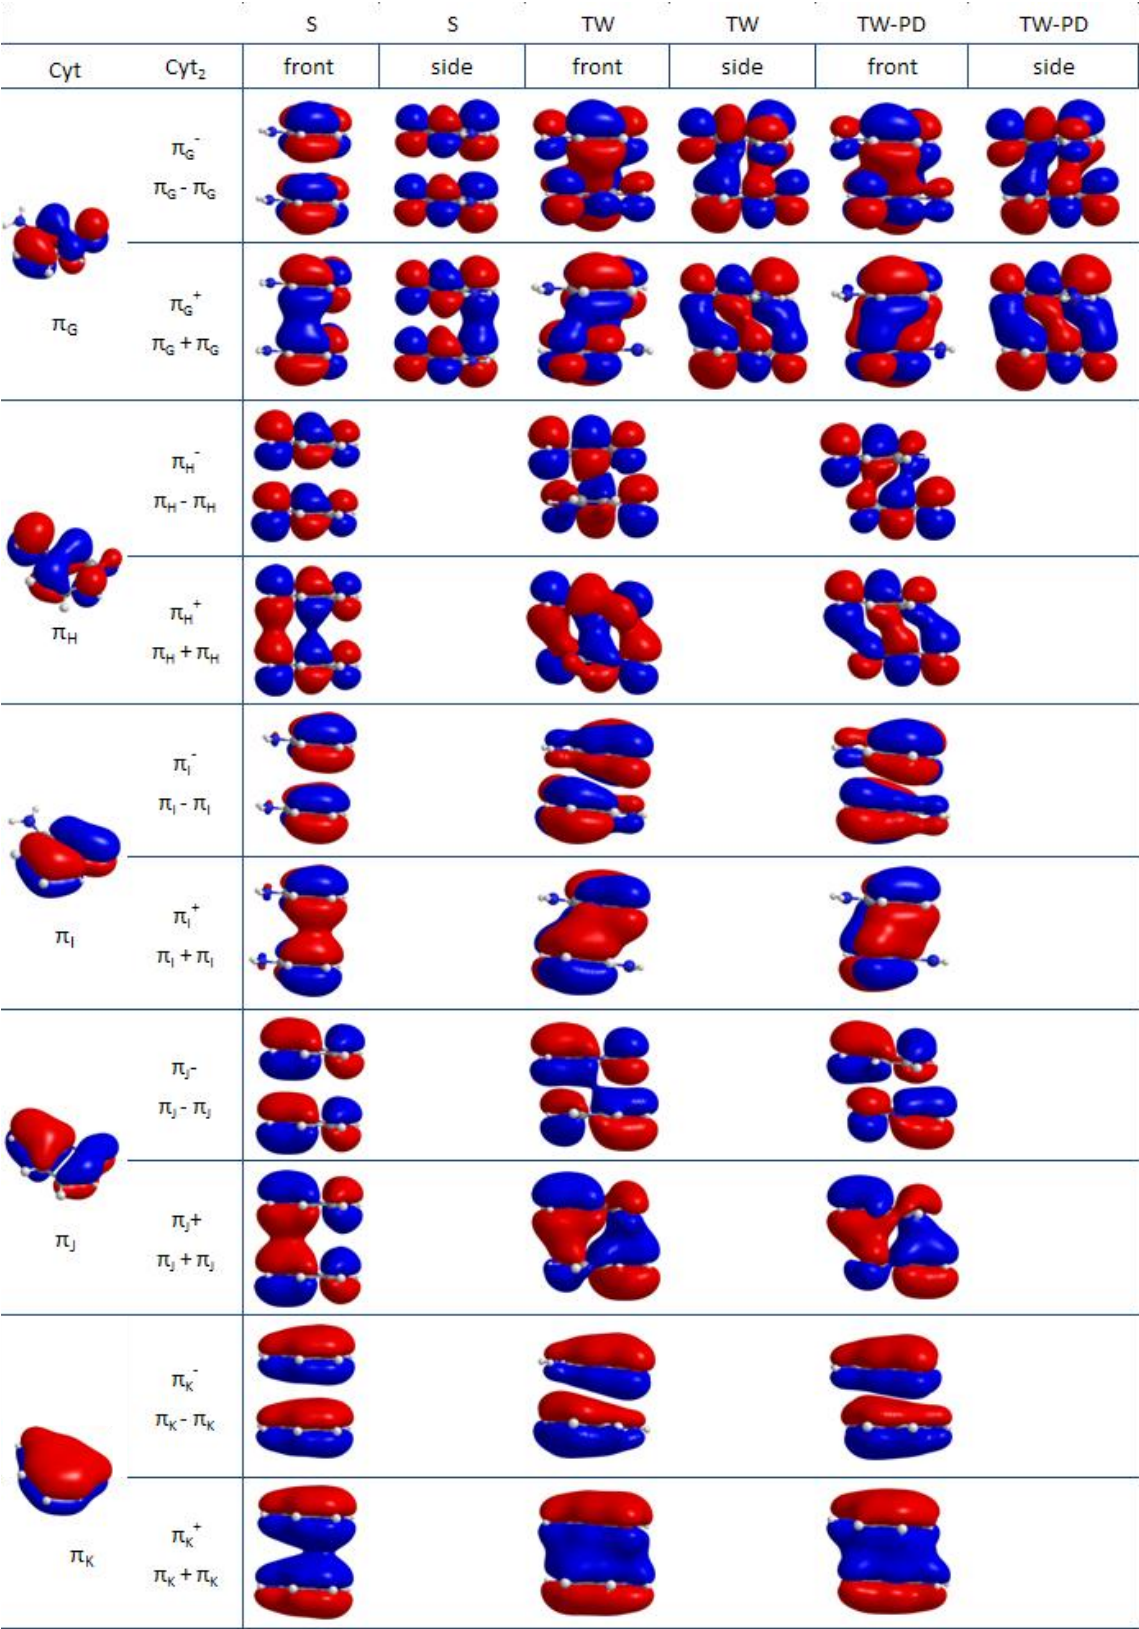 S S TW TW TW-PD TW-PD
Cyt Cyt₂ front side front side front side
π_G⁻
π_G - π_G
π_G⁺
π_G + π_G
π_G
π_H⁻
π_H - π_H
π_H⁺
π_H + π_H
π_H
π_I⁻
π_I - π_I
π_I⁺
π_I + π_I
π_I
π_J-
π_J - π_J
π_J+
π_J + π_J
π_J
π_K⁻
π_K - π_K
π_K⁺
π_K + π_K
π_K